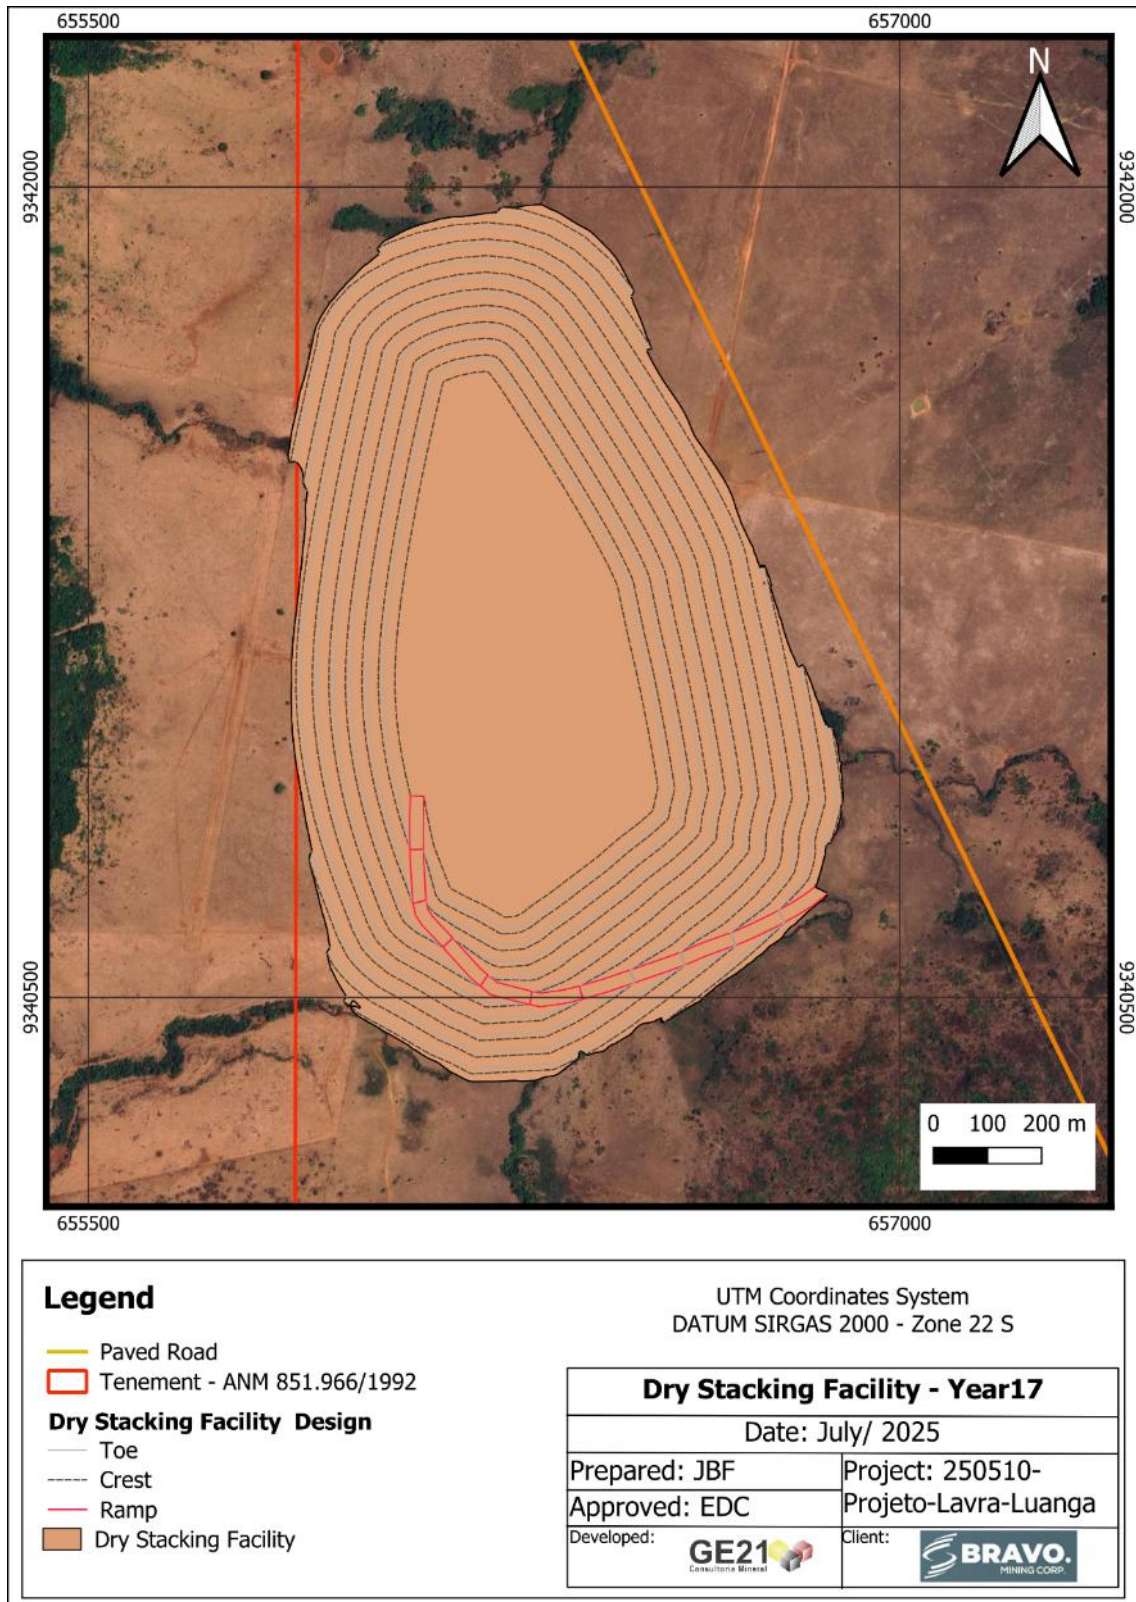 655500 657000
N
9342000 9342000
9340500 9340500
0 100 200 m
655500 657000
Legend
Paved Road
Tenement - ANM 851.966/1992
Dry Stacking Facility Design
Toe
Crest
Ramp
Dry Stacking Facility
UTM Coordinates System
DATUM SIRGAS 2000 - Zone 22 S
Dry Stacking Facility - Year17
Date: July/ 2025
Prepared: JBF
Approved: EDC
Project: 250510-
Projeto-Lavra-Luanga
Developed:
GE21
Consultoria Mineral
Client:
BRAVO.
MINING CORP.